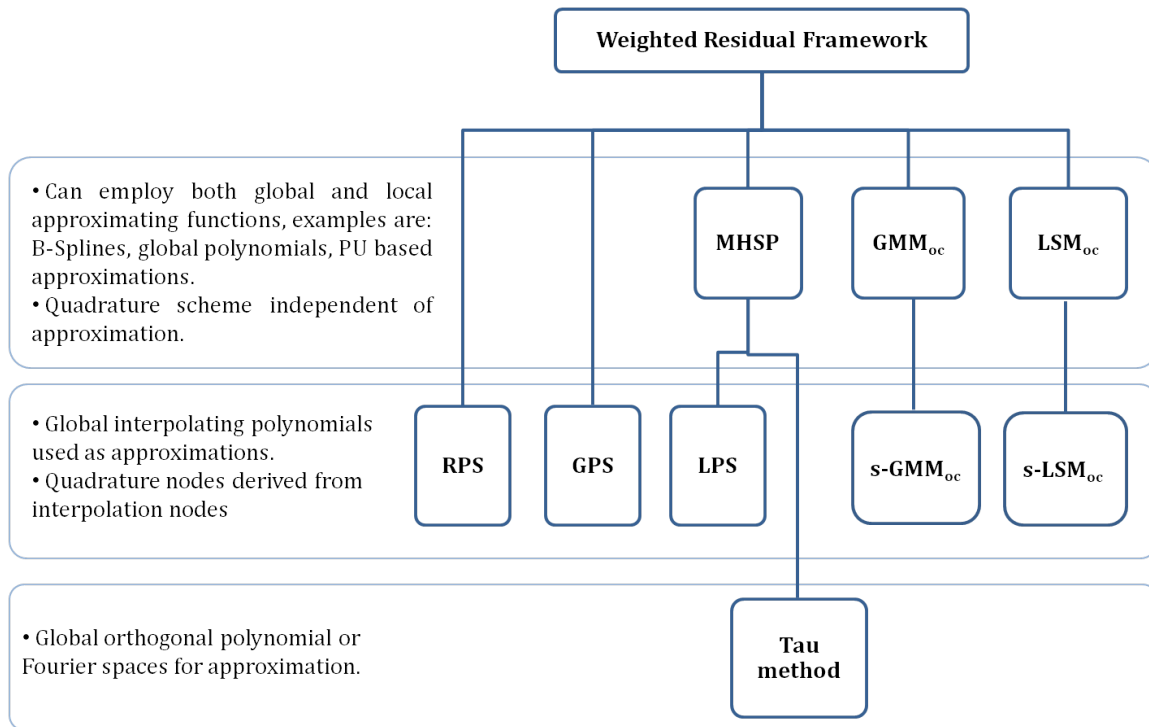 Weighted Residual Framework
• Can employ both global and local
approximating functions, examples are:
B-Splines, global polynomials, PU based
approximations.
• Quadrature scheme independent of
approximation.
MHSP
GMMoc
LSMoc
• Global interpolating polynomials
used as approximations.
• Quadrature nodes derived from
interpolation nodes
RPS
GPS
LPS
s-GMMoc
s-LSMoc
• Global orthogonal polynomial or
Fourier spaces for approximation.
Tau
method